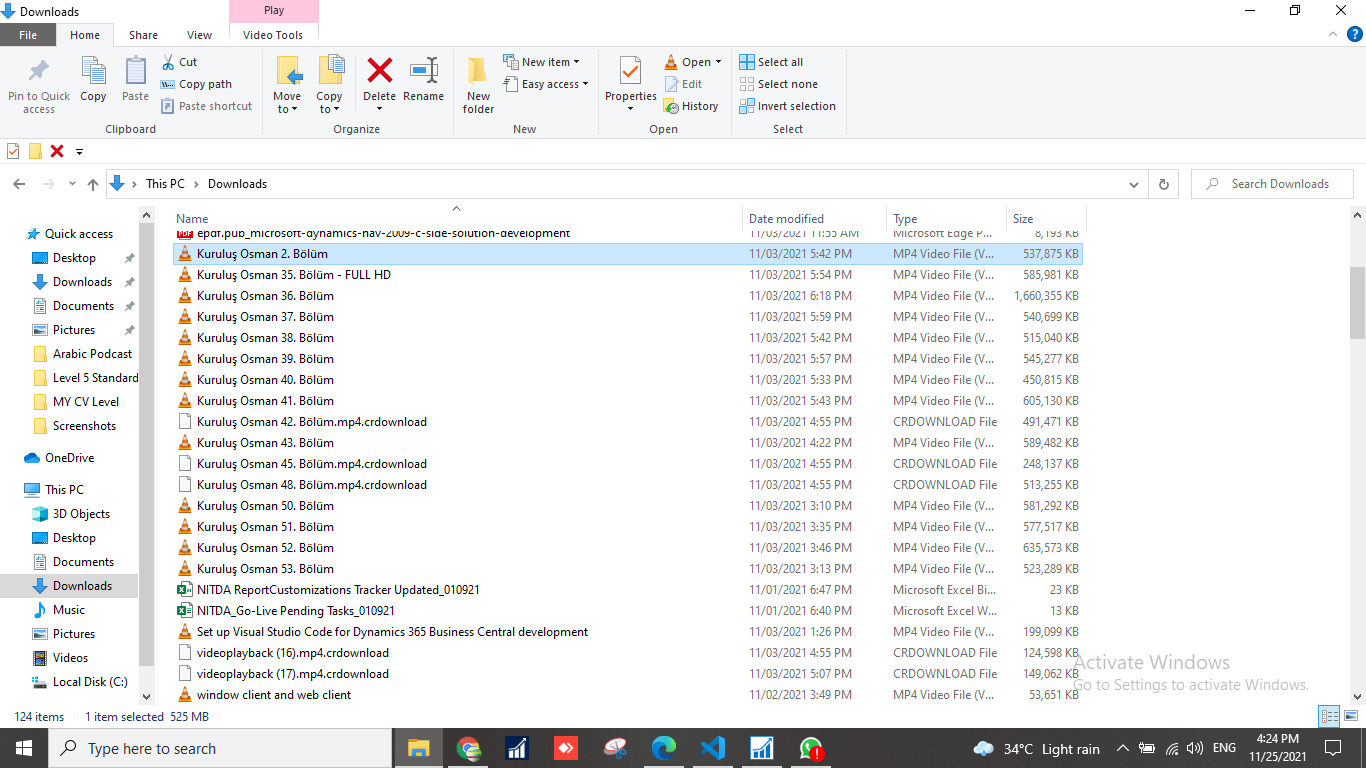 Downloads
Play
File
Home
Share
View
Video Tools
Pin to Quick access
Copy
Paste
Cut
Copy path
Paste shortcut
Clipboard
Move to
Copy to
Delete
Rename
Organize
New folder
New item
Easy access
New
Properties
Open
Edit
History
Open
Select all
Select none
Invert selection
Select
This PC
Downloads
Search Downloads
Quick access
Desktop
Downloads
Documents
Pictures
Arabic Podcast
Level 5 Standard
MY CV Level
Screenshots
OneDrive
This PC
3D Objects
Desktop
Documents
Downloads
Music
Pictures
Videos
Local Disk (C:)
Name Date modified Type Size
epdf.pub_microsoft-dynamics-nav-2009-c-side-solution-development 11/03/2021 11:55 AM Microsoft Edge P... 8,193 KB
Kuruluş Osman 2. Bölüm 11/03/2021 5:42 PM MP4 Video File (V... 537,875 KB
Kuruluş Osman 35. Bölüm - FULL HD 11/03/2021 5:54 PM MP4 Video File (V... 585,981 KB
Kuruluş Osman 36. Bölüm 11/03/2021 6:18 PM MP4 Video File (V... 1,660,355 KB
Kuruluş Osman 37. Bölüm 11/03/2021 5:59 PM MP4 Video File (V... 540,699 KB
Kuruluş Osman 38. Bölüm 11/03/2021 5:42 PM MP4 Video File (V... 515,040 KB
Kuruluş Osman 39. Bölüm 11/03/2021 5:57 PM MP4 Video File (V... 545,277 KB
Kuruluş Osman 40. Bölüm 11/03/2021 5:33 PM MP4 Video File (V... 450,815 KB
Kuruluş Osman 41. Bölüm 11/03/2021 5:43 PM MP4 Video File (V... 605,130 KB
Kuruluş Osman 42. Bölüm.mp4.crdownload 11/03/2021 4:55 PM CRDOWNLOAD File 491,471 KB
Kuruluş Osman 43. Bölüm 11/03/2021 4:22 PM MP4 Video File (V... 589,482 KB
Kuruluş Osman 45. Bölüm.mp4.crdownload 11/03/2021 4:55 PM CRDOWNLOAD File 248,137 KB
Kuruluş Osman 48. Bölüm.mp4.crdownload 11/03/2021 4:55 PM CRDOWNLOAD File 513,255 KB
Kuruluş Osman 50. Bölüm 11/03/2021 3:10 PM MP4 Video File (V... 581,292 KB
Kuruluş Osman 51. Bölüm 11/03/2021 3:35 PM MP4 Video File (V... 577,517 KB
Kuruluş Osman 52. Bölüm 11/03/2021 3:46 PM MP4 Video File (V... 635,573 KB
Kuruluş Osman 53. Bölüm 11/03/2021 3:13 PM MP4 Video File (V... 523,289 KB
NITDA ReportCustomizations Tracker Updated_010921 11/01/2021 6:47 PM Microsoft Excel Bi... 23 KB
NITDA_Go-Live Pending Tasks_010921 11/01/2021 6:40 PM Microsoft Excel W... 13 KB
Set up Visual Studio Code for Dynamics 365 Business Central development 11/03/2021 1:26 PM MP4 Video File (V... 199,099 KB
videoplayback (16).mp4.crdownload 11/03/2021 4:55 PM CRDOWNLOAD File 124,598 KB
videoplayback (17).mp4.crdownload 11/03/2021 5:07 PM CRDOWNLOAD File 149,062 KB
window client and web client 11/02/2021 3:49 PM MP4 Video File (V... 53,651 KB
Activate Windows
Go to Settings to activate Windows.
124 items 1 item selected 525 MB
Type here to search
34°C Light rain
ENG
4:24 PM
11/25/2021